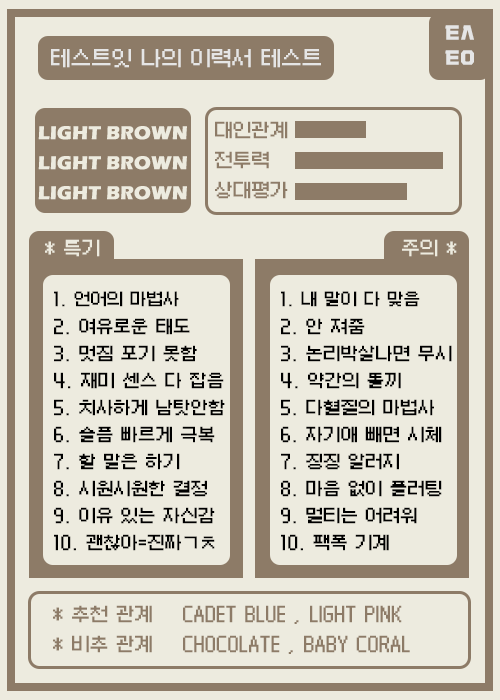 테스트잇 나의 이력서 테스트
테스
트잇
LIGHT BROWN
LIGHT BROWN
LIGHT BROWN
대인관계
전투력
상대평가
* 특기
1. 언어의 마법사
2. 여유로운 태도
3. 멋짐 포기 못함
4. 재미 센스 다 잡음
5. 치사하게 남탓안함
6. 슬픔 빠르게 극복
7. 할 말은 하기
8. 시원시원한 결정
9. 이유 있는 자신감
10. 괜찮아=진짜ㄱㅊ
주의 *
1. 내 말이 다 맞음
2. 안 져줌
3. 논리박살나면 무시
4. 약간의 똘끼
5. 다혈질의 마법사
6. 자기애 빼면 시체
7. 징징 알러지
8. 마음 없이 플러팅
9. 멀티는 어려워
10. 팩폭 기계
* 추천 관계 CADET BLUE , LIGHT PINK
* 비추 관계 CHOCOLATE , BABY CORAL